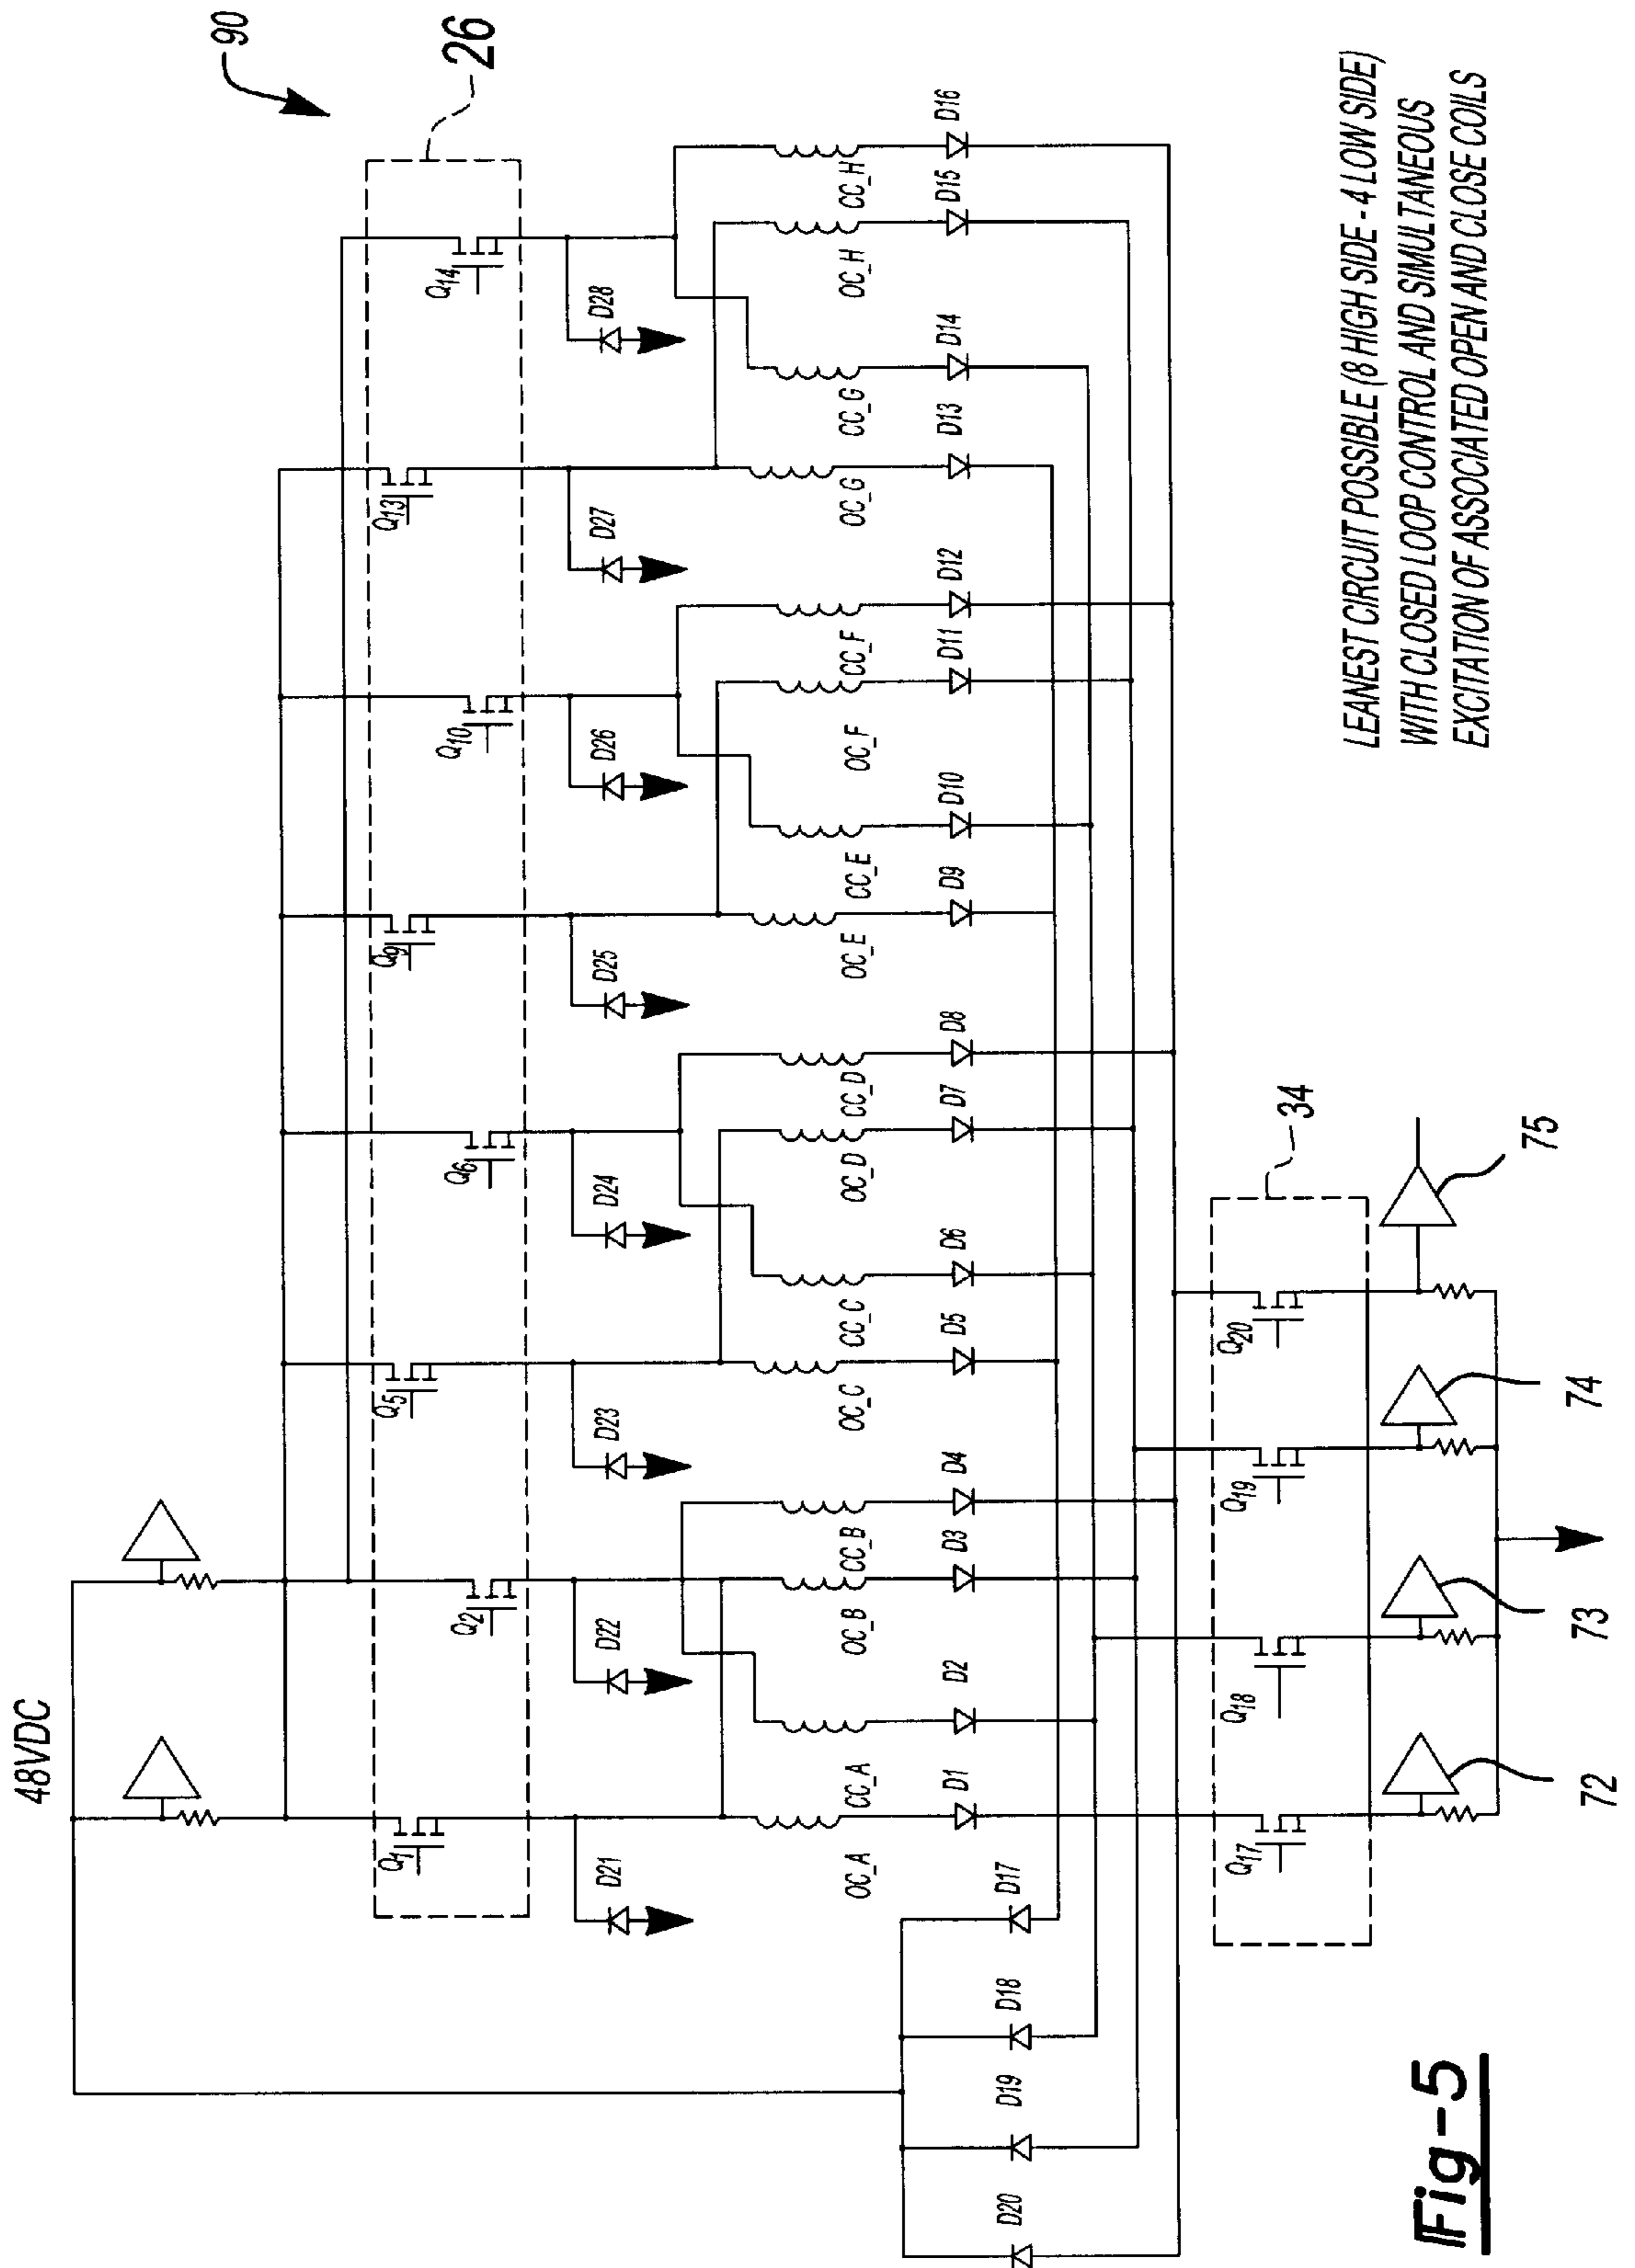 90
26
48VDC
Q1
Q2
Q5
Q6
Q9
Q10
Q13
Q14
D21
D22
D23
D24
D25
D26
D27
D28
OC_A
CC_A
OC_B
CC_B
OC_C
CC_C
OC_D
CC_D
OC_E
CC_E
OC_F
CC_F
OC_G
CC_G
OC_H
CC_H
D1
D2
D3
D4
D5
D6
D7
D8
D9
D10
D11
D12
D13
D14
D15
D16
D17
D18
D19
D20
34
Q17
Q18
Q19
Q20
72
73
74
75
LEANEST CIRCUIT POSSIBLE (8 HIGH SIDE - 4 LOW SIDE)
WITH CLOSED LOOP CONTROL AND SIMULTANEOUS
EXCITATION OF ASSOCIATED OPEN AND CLOSE COILS
Fig-5